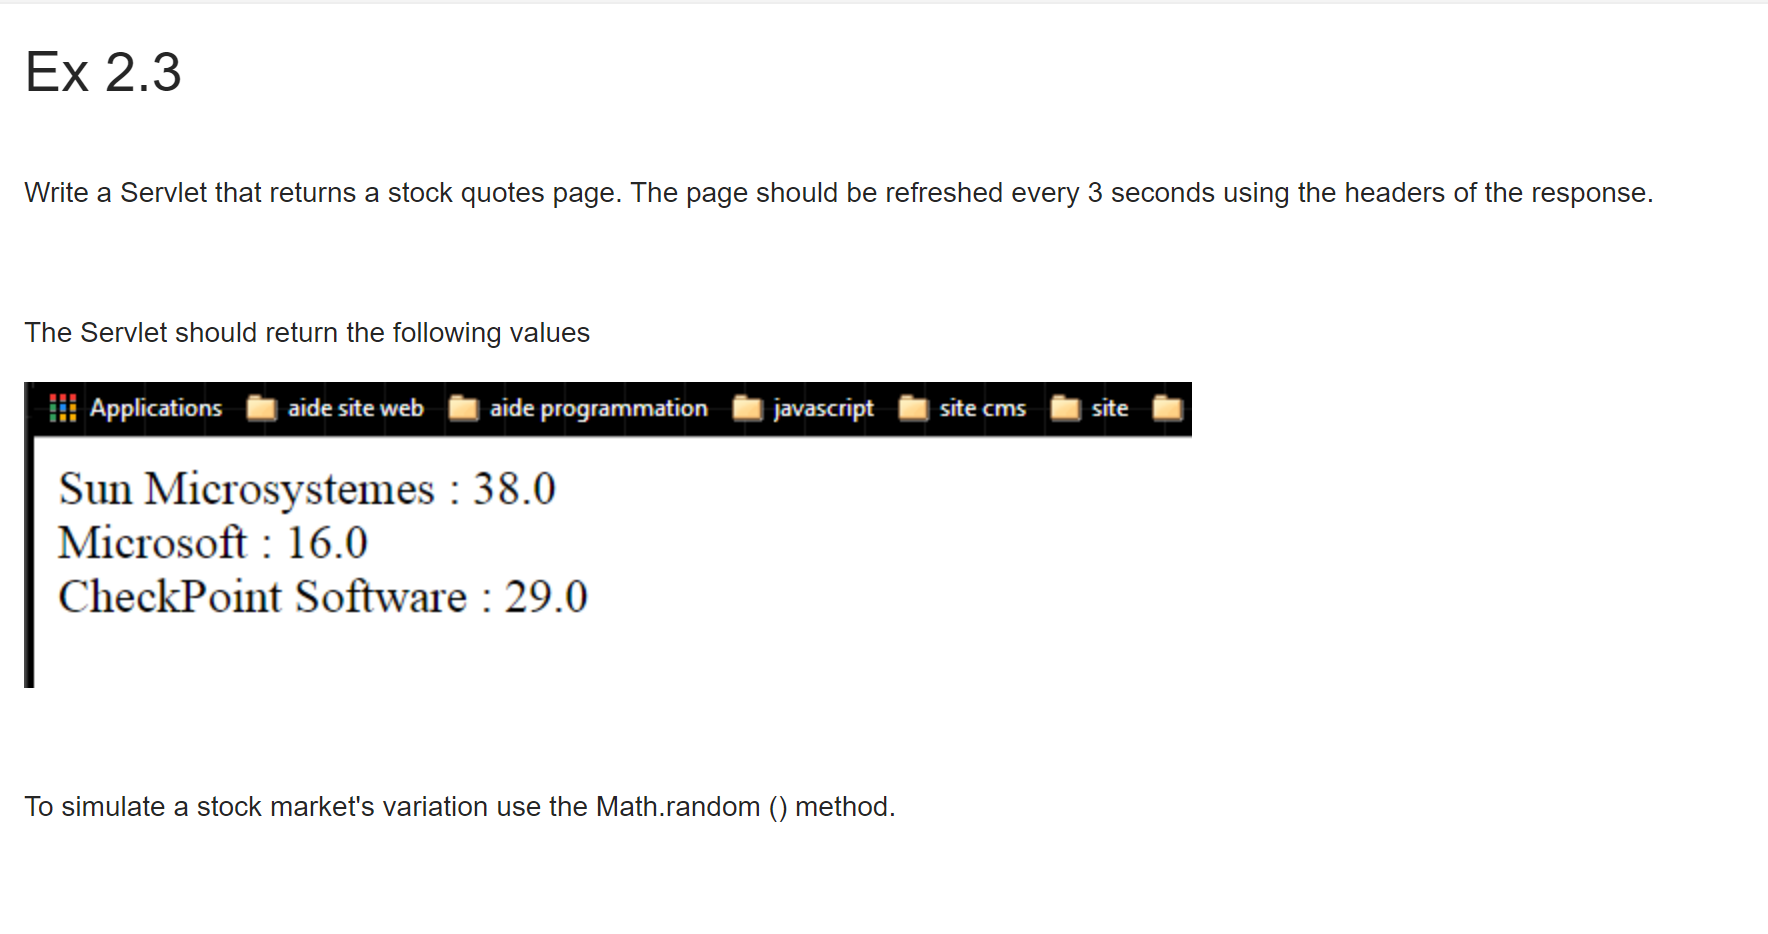 Ex 2.3
Write a Servlet that returns a stock quotes page. The page should be refreshed every 3 seconds using the headers of the response.
The Servlet should return the following values
Applications aide site web aide programmation javascript site cms site
Sun Microsystemes : 38.0
Microsoft : 16.0
CheckPoint Software : 29.0
To simulate a stock market's variation use the Math.random () method.